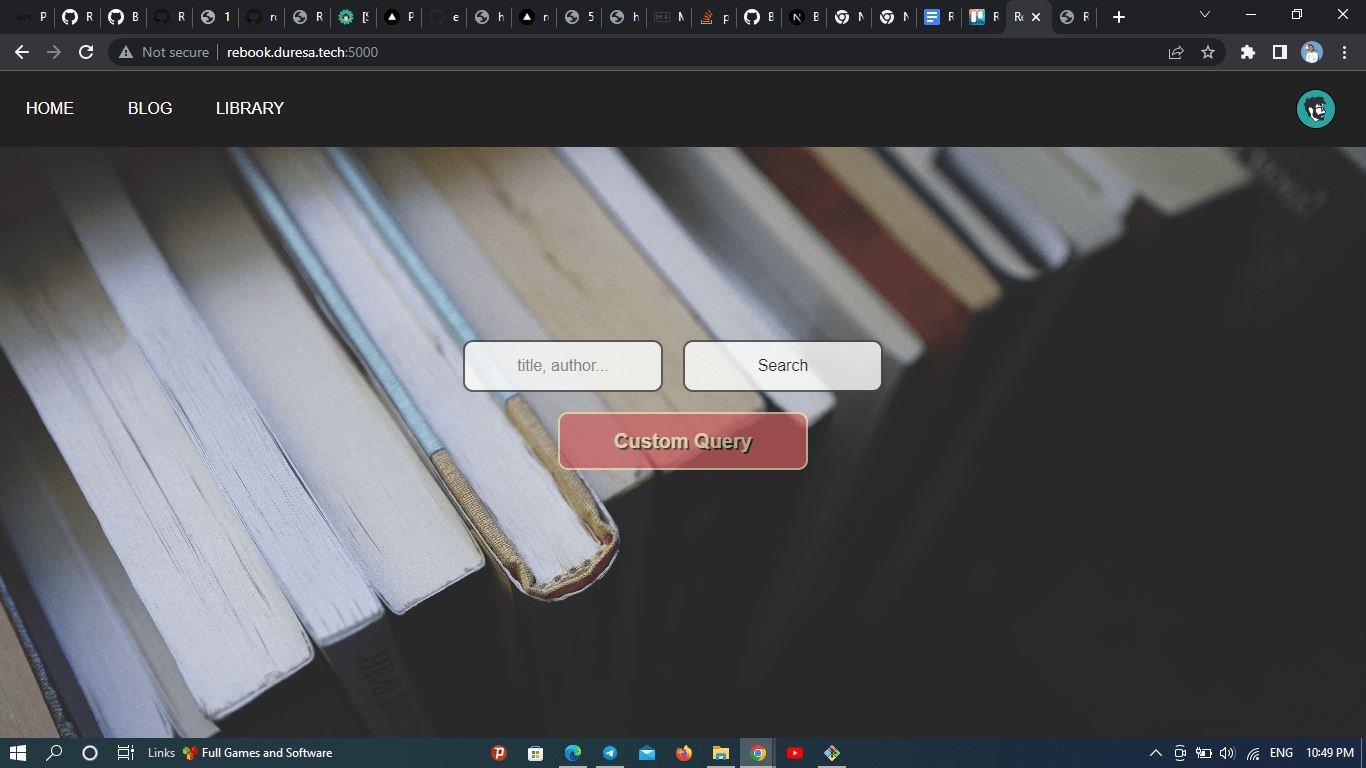 P R B R 1 r R [S P e h r 5 h M p B B N N R R Re R
Not secure rebook.duresa.tech:5000
HOME BLOG LIBRARY
title, author... Search
Custom Query
Links Full Games and Software ENG 10:49 PM